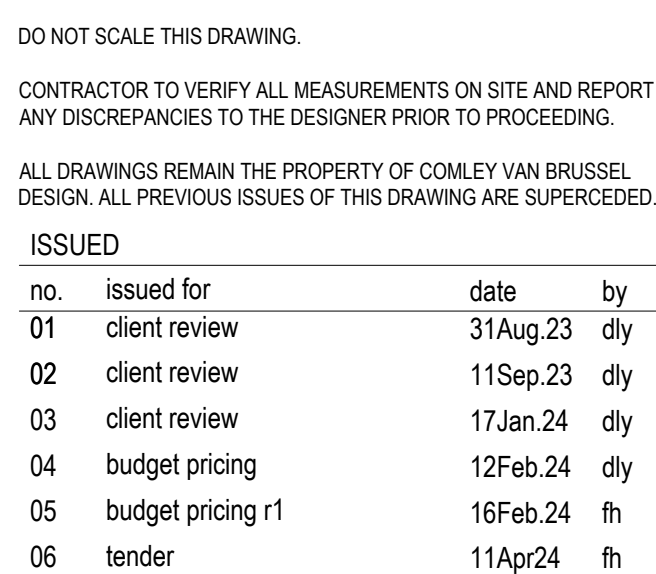 DO NOT SCALE THIS DRAWING.
CONTRACTOR TO VERIFY ALL MEASUREMENTS ON SITE AND REPORT
ANY DISCREPANCIES TO THE DESIGNER PRIOR TO PROCEEDING.
ALL DRAWINGS REMAIN THE PROPERTY OF COMLEY VAN BRUSSEL
DESIGN. ALL PREVIOUS ISSUES OF THIS DRAWING ARE SUPERCEDED.
ISSUED
no. issued for date by
01 client review 31Aug.23 dly
02 client review 11Sep.23 dly
03 client review 17Jan.24 dly
04 budget pricing 12Feb.24 dly
05 budget pricing r1 16Feb.24 fh
06 tender 11Apr24 fh